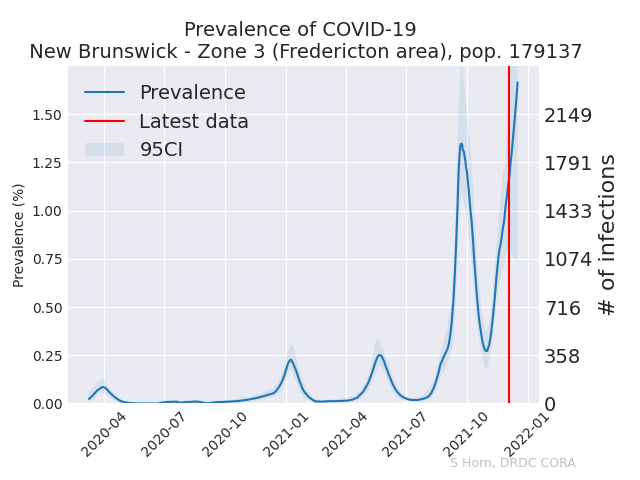 Prevalence of COVID-19
New Brunswick - Zone 3 (Fredericton area), pop. 179137
Prevalence
Latest data
95CI
Prevalence (%)
1.50
1.25
1.00
0.75
0.50
0.25
0.00
2149
1791
1433
1074
716
358
0
# of infections
2020-04
2020-07
2020-10
2021-01
2021-04
2021-07
2021-10
2022-01
S Horn, DRDC CORA